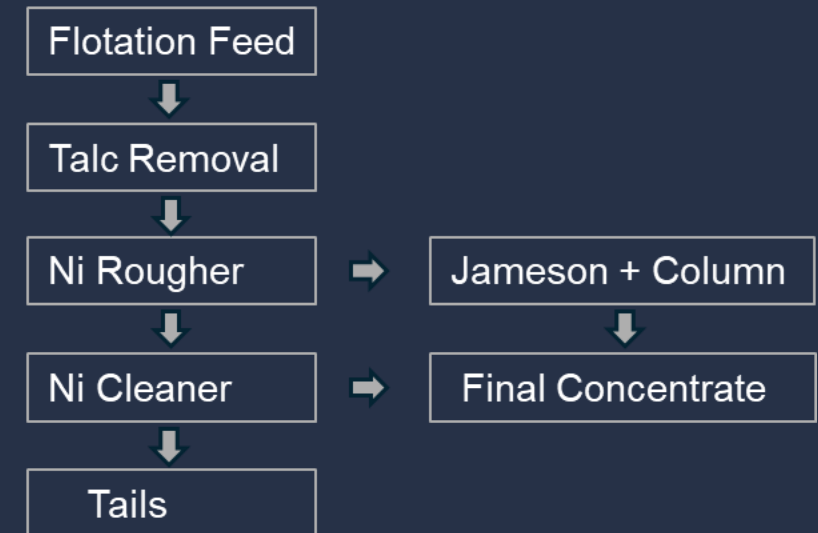 Flotation Feed
Talc Removal
Ni Rougher
Jameson + Column
Ni Cleaner
Final Concentrate
Tails